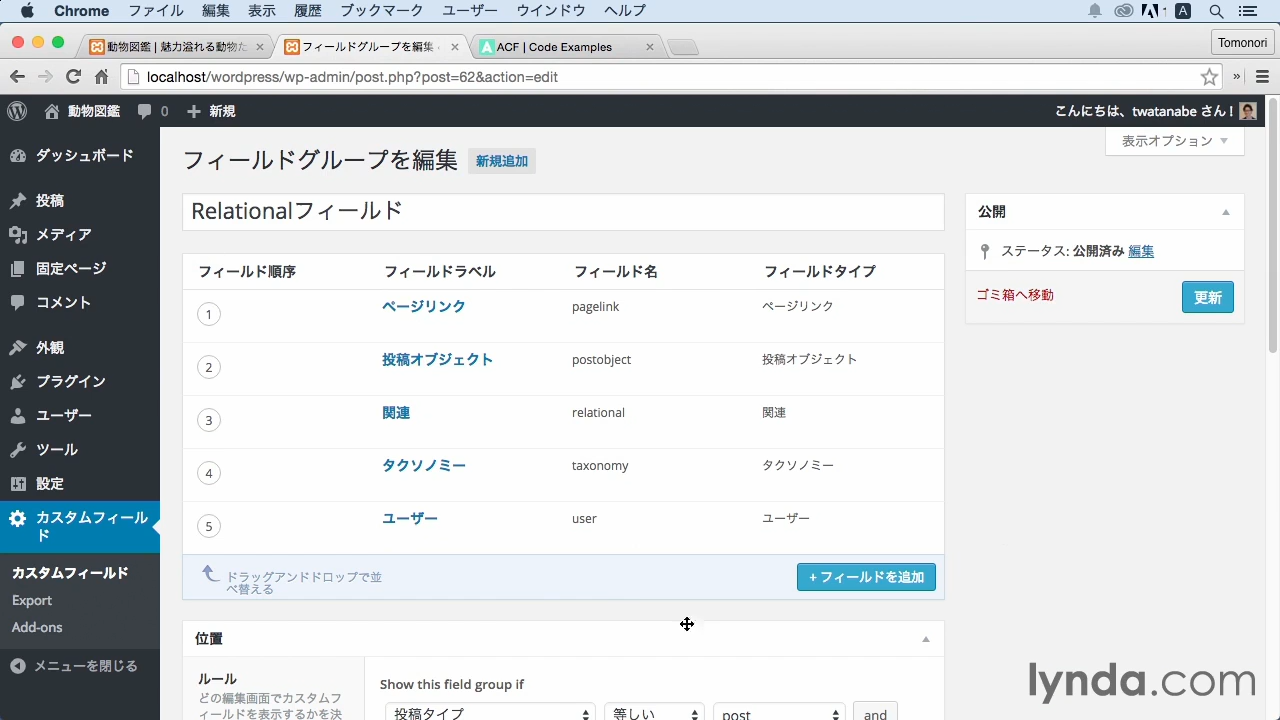 Chrome ファイル 編集 表示 履歴 ブックマーク ユーザー ウインドウ ヘルプ
動物図鑑 | 魅力溢れる動物た
フィールドグループを編集
ACF | Code Examples
Tomonori
localhost/wordpress/wp-admin/post.php?post=62&action=edit
動物図鑑 0 新規
こんにちは、twatanabe さん !
ダッシュボード
投稿
メディア
固定ページ
コメント
外観
プラグイン
ユーザー
ツール
設定
カスタムフィール
ド
カスタムフィールド
Export
Add-ons
メニューを閉じる
表示オプション
フィールドグループを編集 新規追加
Relationalフィールド
フィールド順序 フィールドラベル フィールド名 フィールドタイプ
1 ページリンク pagelink ページリンク
2 投稿オブジェクト postobject 投稿オブジェクト
3 関連 relational 関連
4 タクソノミー taxonomy タクソノミー
5 ユーザー user ユーザー
ドラッグアンドドロップで並
べ替える
+ フィールドを追加
公開
ステータス: 公開済み 編集
ゴミ箱へ移動 更新
位置
ルール
どの編集画面でカスタムフ
ィールドを表示するかを決
Show this field group if
投稿タイプ 等しい post and
lynda.com